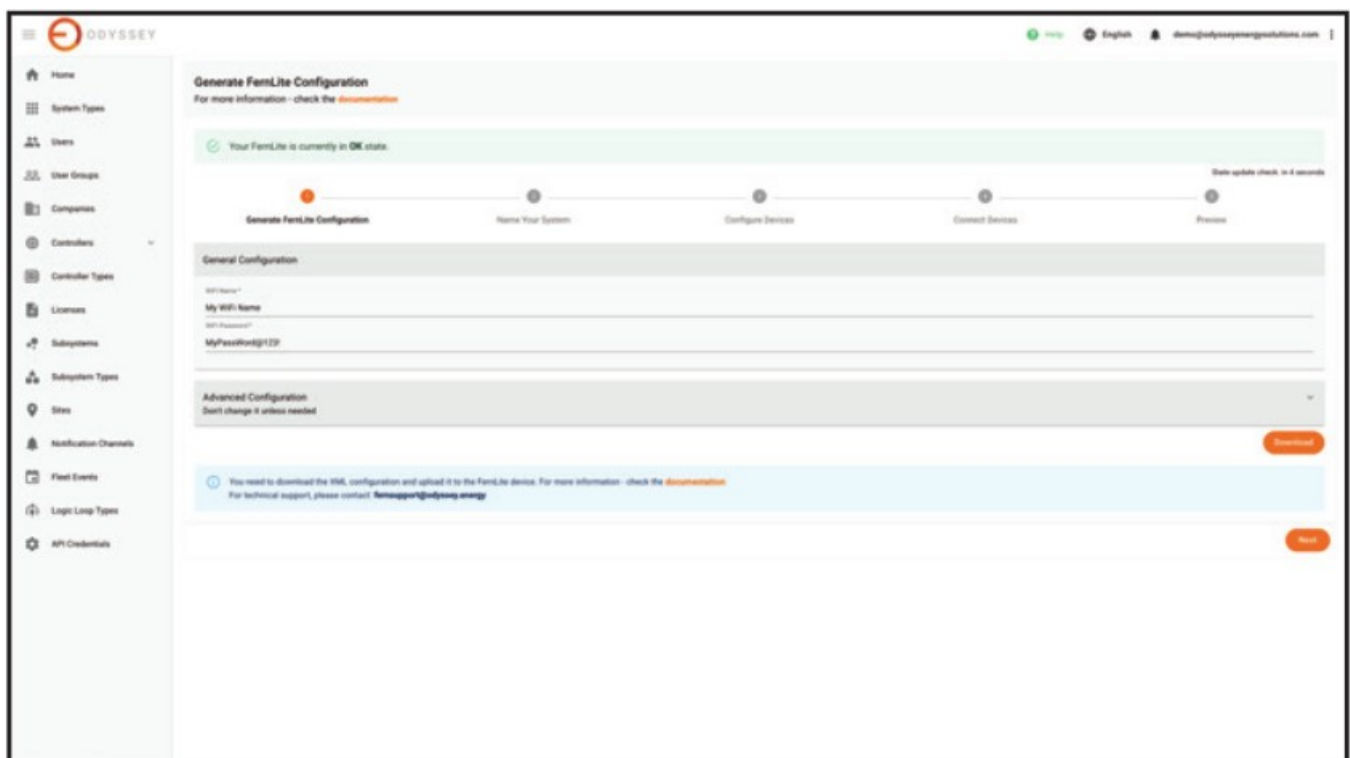 ODYSSEY
Help
English
demo@odysseyenergysolutions.com
Home
System Types
Users
User Groups
Companies
Controllers
Controller Types
Licenses
Subsystems
Subsystem Types
Sites
Notification Channels
Fleet Events
Logic Loop Types
API Credentials
Generate FernLite Configuration
For more information - check the documentation
Your FernLite is currently in OK state.
State update check in 4 seconds
1
Generate FernLite Configuration
Name Your System
Configure Devices
Connect Devices
Preview
General Configuration
WiFi Name*
My WiFi Name
WiFi Password*
MyPassWord@123!
Advanced Configuration
Don't change it unless needed
Download
You need to download the XML configuration and upload it to the FernLite device. For more information - check the documentation
For technical support, please contact: fernsupport@odyssey.energy
Next